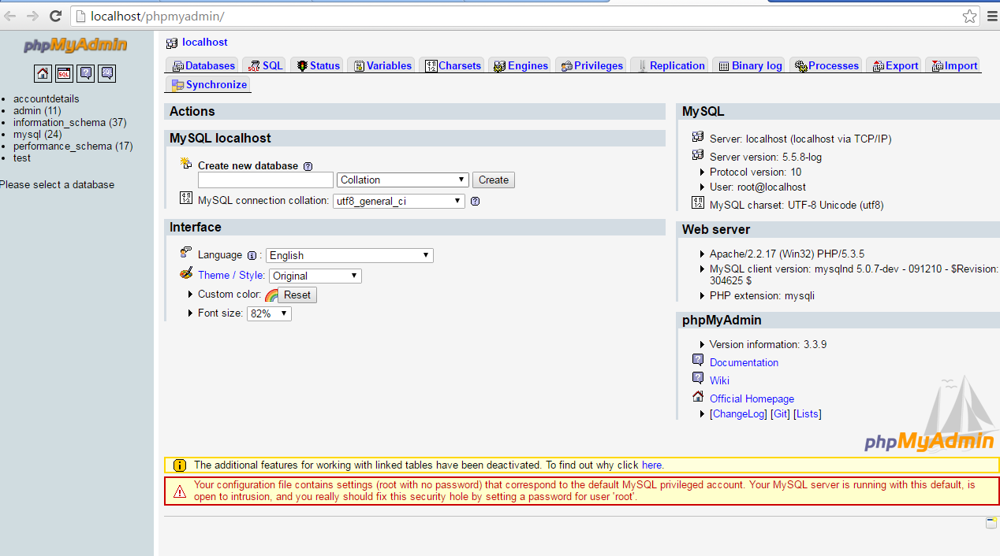 localhost/phpmyadmin/
phpMyAdmin
SQL
accountdetails
admin (11)
information_schema (37)
mysql (24)
performance_schema (17)
test
Please select a database
localhost
Databases SQL Status Variables Charsets Engines Privileges Replication Binary log Processes Export Import
Synchronize
Actions
MySQL localhost
Create new database
Collation Create
MySQL connection collation: utf8_general_ci
Interface
Language : English
Theme / Style: Original
Custom color: Reset
Font size: 82%
MySQL
Server: localhost (localhost via TCP/IP)
Server version: 5.5.8-log
Protocol version: 10
User: root@localhost
MySQL charset: UTF-8 Unicode (utf8)
Web server
Apache/2.2.17 (Win32) PHP/5.3.5
MySQL client version: mysqlnd 5.0.7-dev - 091210 - $Revision:
304625 $
PHP extension: mysqli
phpMyAdmin
Version information: 3.3.9
Documentation
Wiki
Official Homepage
[ChangeLog] [Git] [Lists]
phpMyAdmin
The additional features for working with linked tables have been deactivated. To find out why click here.
Your configuration file contains settings (root with no password) that correspond to the default MySQL privileged account. Your MySQL server is running with this default, is
open to intrusion, and you really should fix this security hole by setting a password for user 'root'.